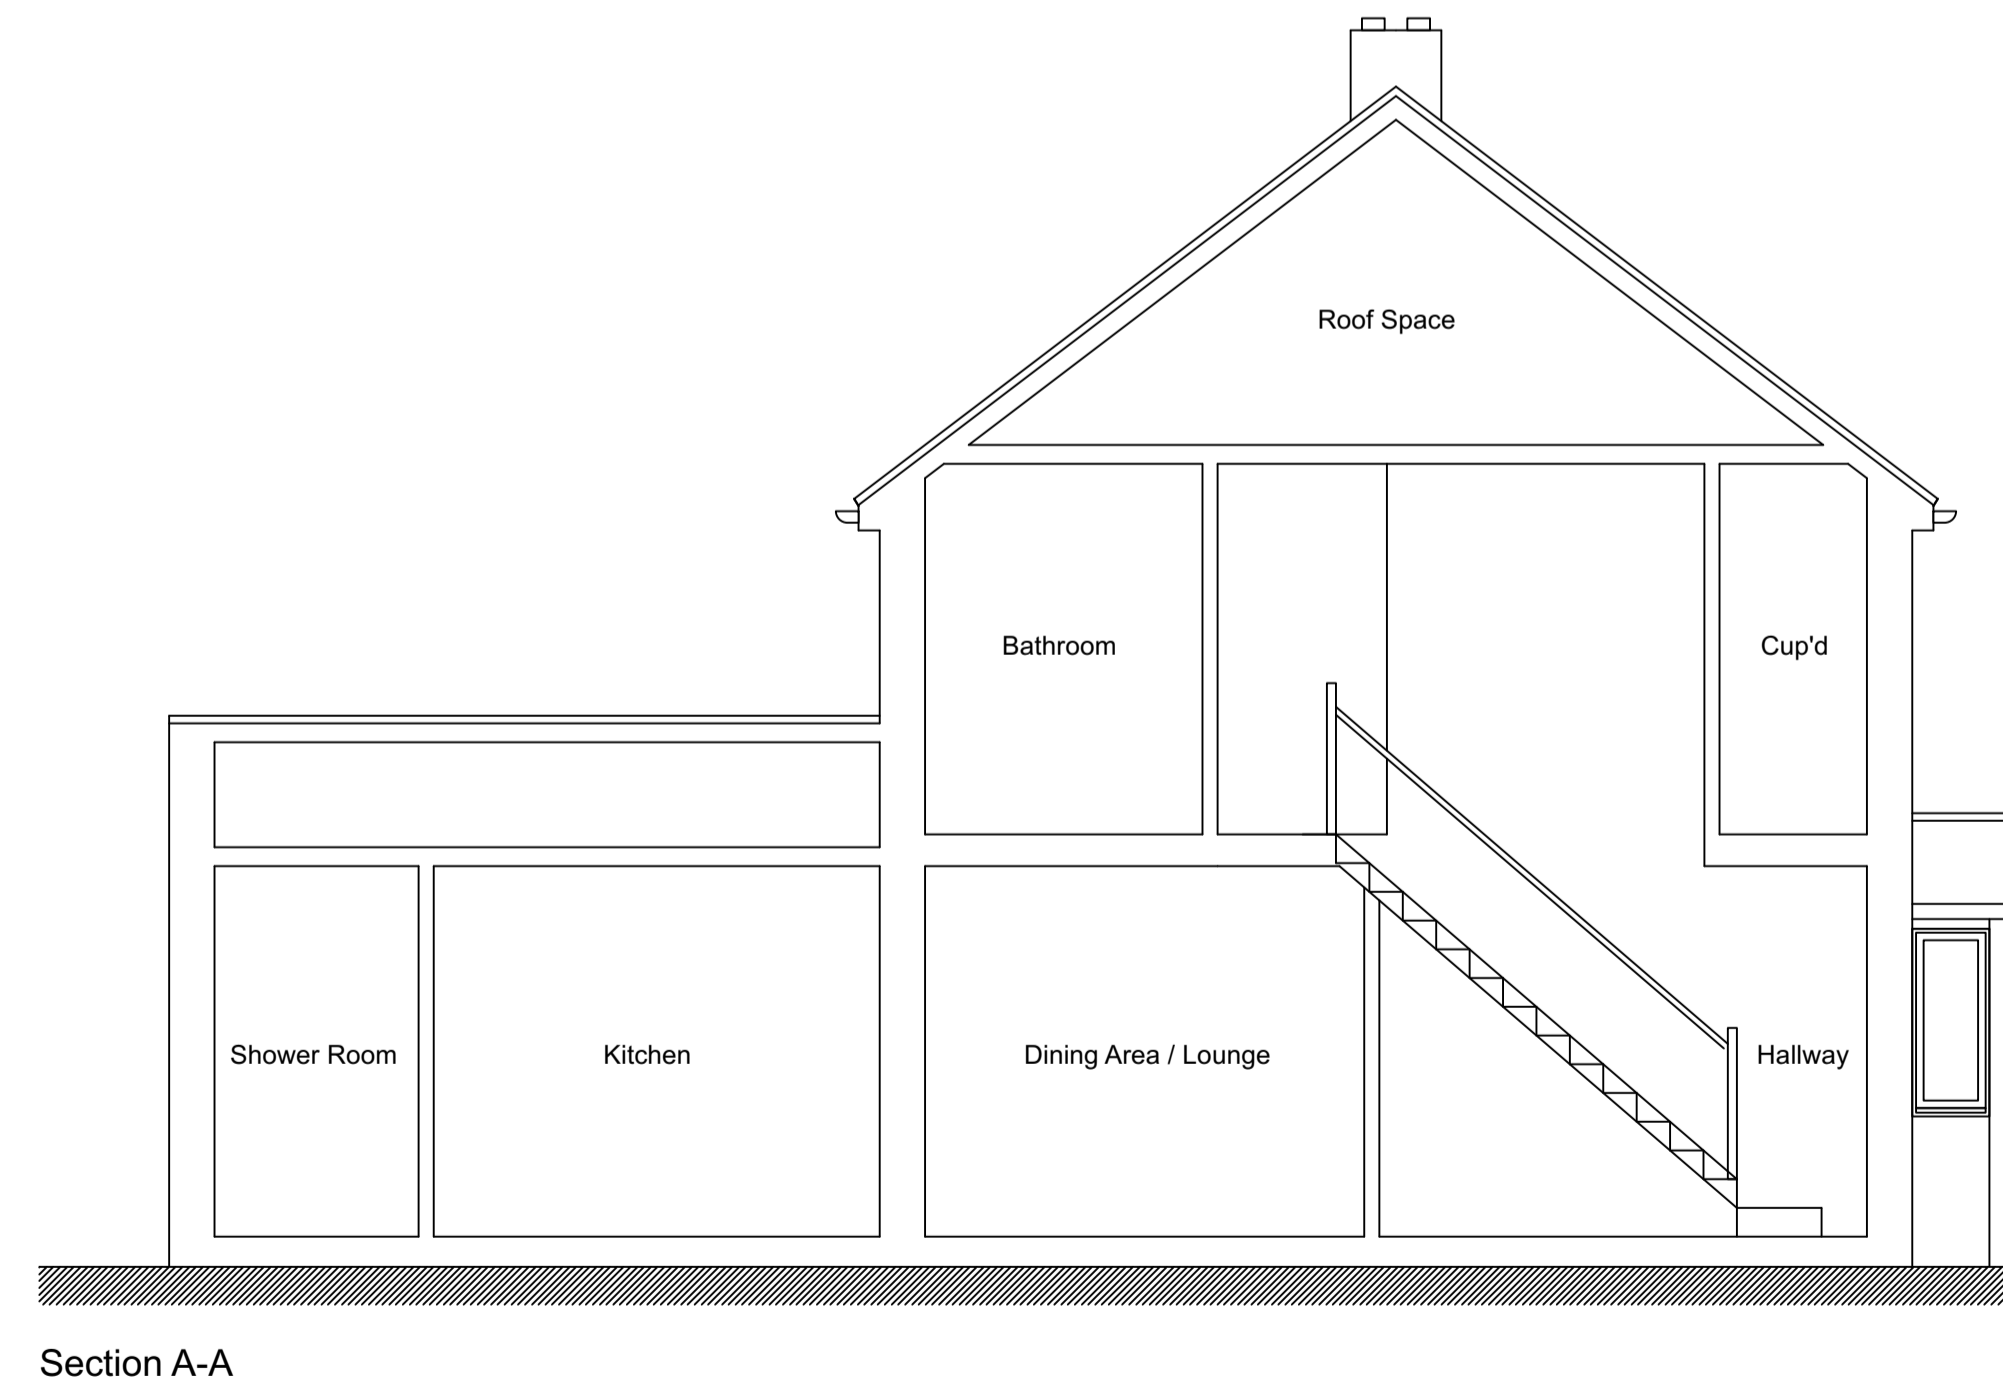 Roof Space
Bathroom
Cup'd
Shower Room
Kitchen
Dining Area / Lounge
Hallway
Section A-A